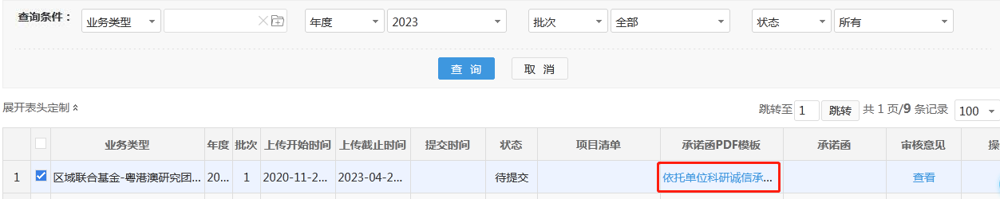 查询条件： 业务类型 年度 2023 批次 全部 状态 所有
查 询 取 消
展开表头定制 跳转至 1 跳转 共 1 页/9 条记录 100
业务类型 年度 批次 上传开始时间 上传截止时间 提交时间 状态 项目清单 承诺函PDF模板 承诺函 审核意见 操
1 区域联合基金-粤港澳研究团... 20... 1 2020-11-2... 2023-04-2... 待提交 依托单位科研诚信承... 查看